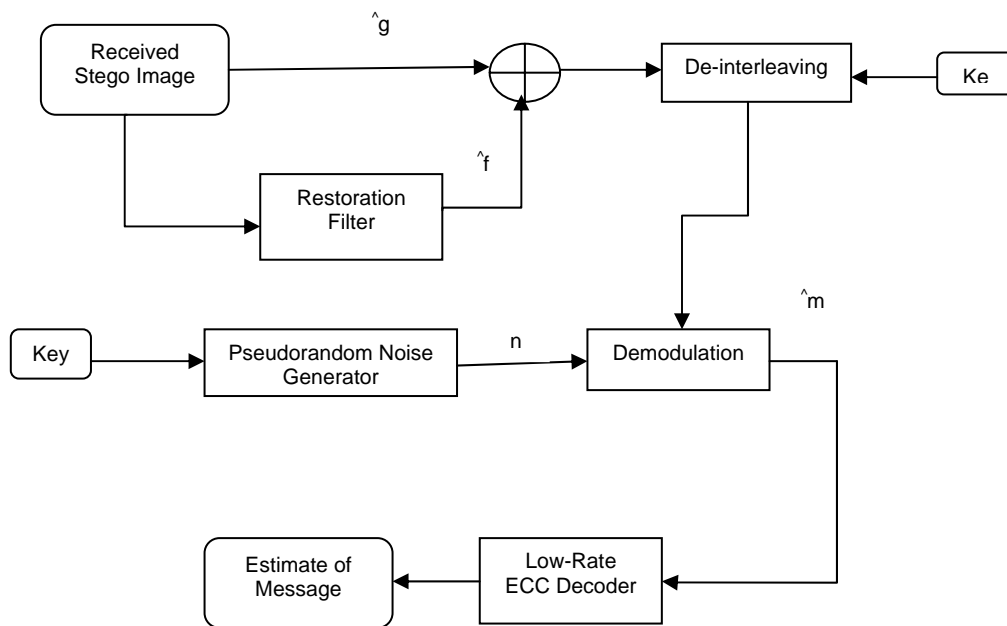 ^g
Received
Stego Image
De-interleaving
Ke
^f
Restoration
Filter
^m
Key
Pseudorandom Noise
Generator
n
Demodulation
Estimate of
Message
Low-Rate
ECC Decoder